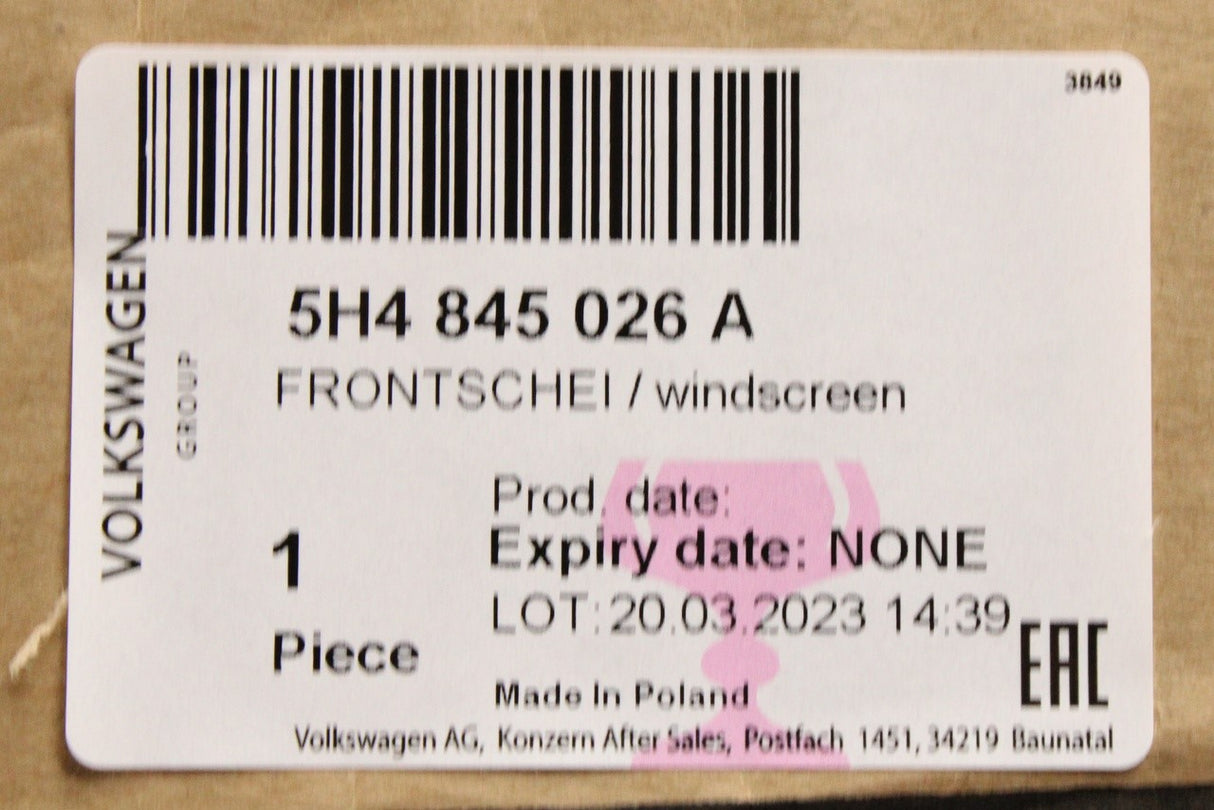 3849
VOLKSWAGEN
GROUP
5H4 845 026 A
FRONTSCHEI / windscreen
Prod. date:
1
Expiry date: NONE
LOT: 20.03.2023 14:39
Piece
EAC
Made In Poland
Volkswagen AG, Konzern After Sales, Postfach 1451, 34219 Baunatal